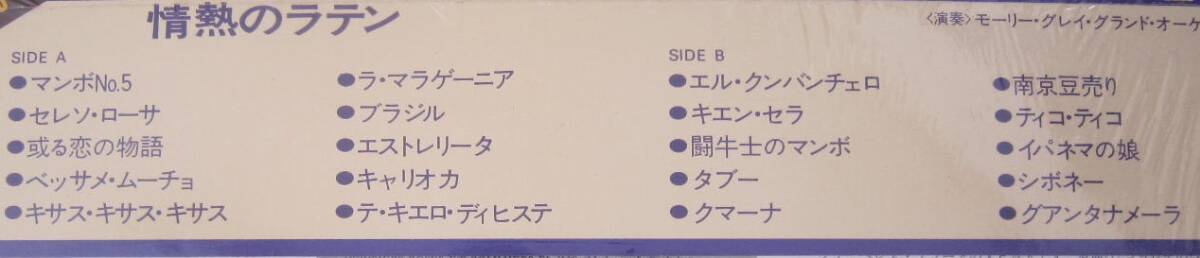 情熱のラテン
〈演奏〉モーリー・グレイ・グランド・オーケ
SIDE A
●マンボNo.5
●セレソ・ローサ
●或る恋の物語
●ベッサメ・ムーチョ
●キサス・キサス・キサス
●ラ・マラゲーニア
●ブラジル
●エストレリータ
●キャリオカ
●テ・キエロ・ディヒステ
SIDE B
●エル・クンバンチェロ
●キエン・セラ
●闘牛士のマンボ
●タブー
●クマーナ
●南京豆売り
●ティコ・ティコ
●イパネマの娘
●シボネー
●グアンタナメーラ